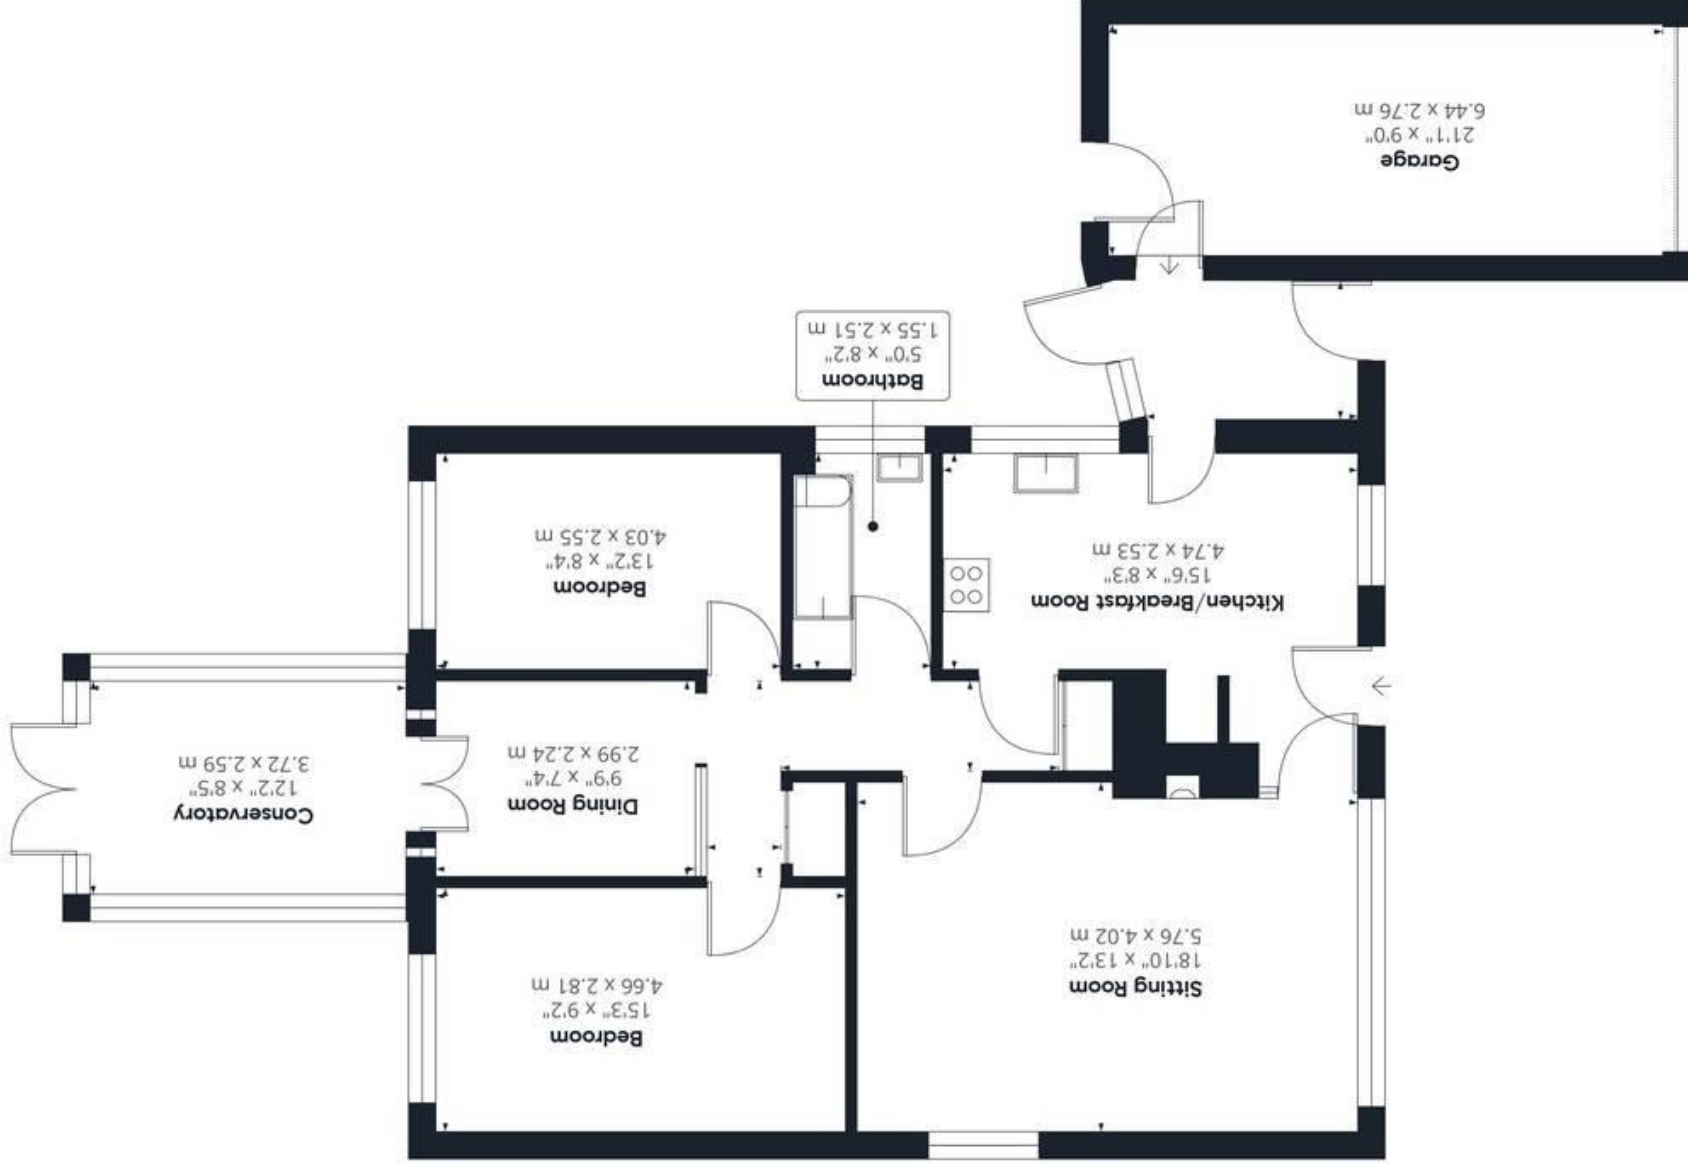 Sitting Room
18'10" x 13'2"
5.76 x 4.02 m
Bedroom
15'3" x 9'2"
4.66 x 2.81 m
Dining Room
9'9" x 7'4"
2.99 x 2.24 m
Conservatory
12'2" x 8'5"
3.72 x 2.59 m
Kitchen/Breakfast Room
15'6" x 8'3"
4.74 x 2.53 m
Bedroom
13'2" x 8'4"
4.03 x 2.55 m
Bathroom
5'0" x 8'2"
1.55 x 2.51 m
Garage
21'1" x 9'0"
6.44 x 2.76 m